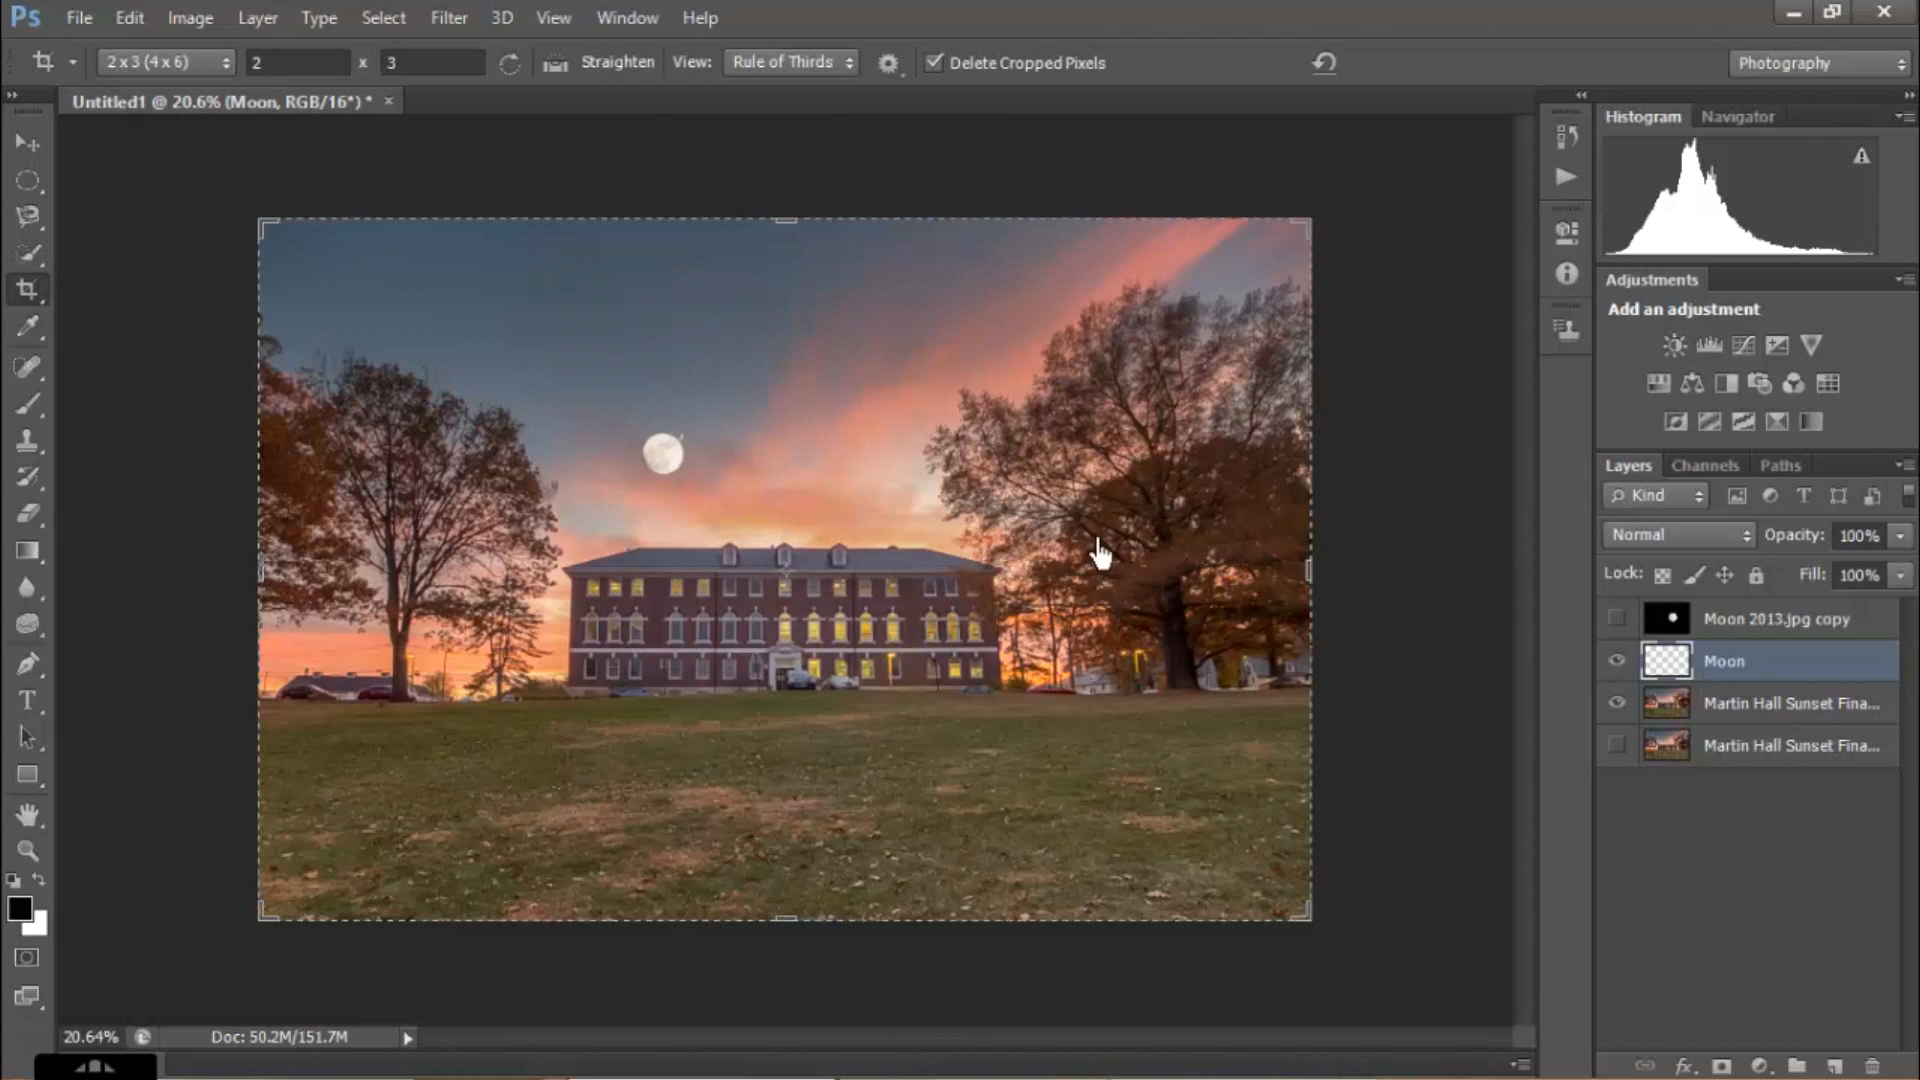 Ps File Edit Image Layer Type Select Filter 3D View Window Help
2 x 3 (4 x 6) 2 x 3 Straighten View: Rule of Thirds Delete Cropped Pixels Photography
Untitled1 @ 20.6% (Moon, RGB/16*) * ×
Histogram Navigator
Adjustments
Add an adjustment
Layers Channels Paths
Kind T
Normal Opacity: 100%
Lock: Fill: 100%
Moon 2013.jpg copy
Moon
Martin Hall Sunset Fina...
Martin Hall Sunset Fina...
T
20.64% Doc: 50.2M/151.7M
fx